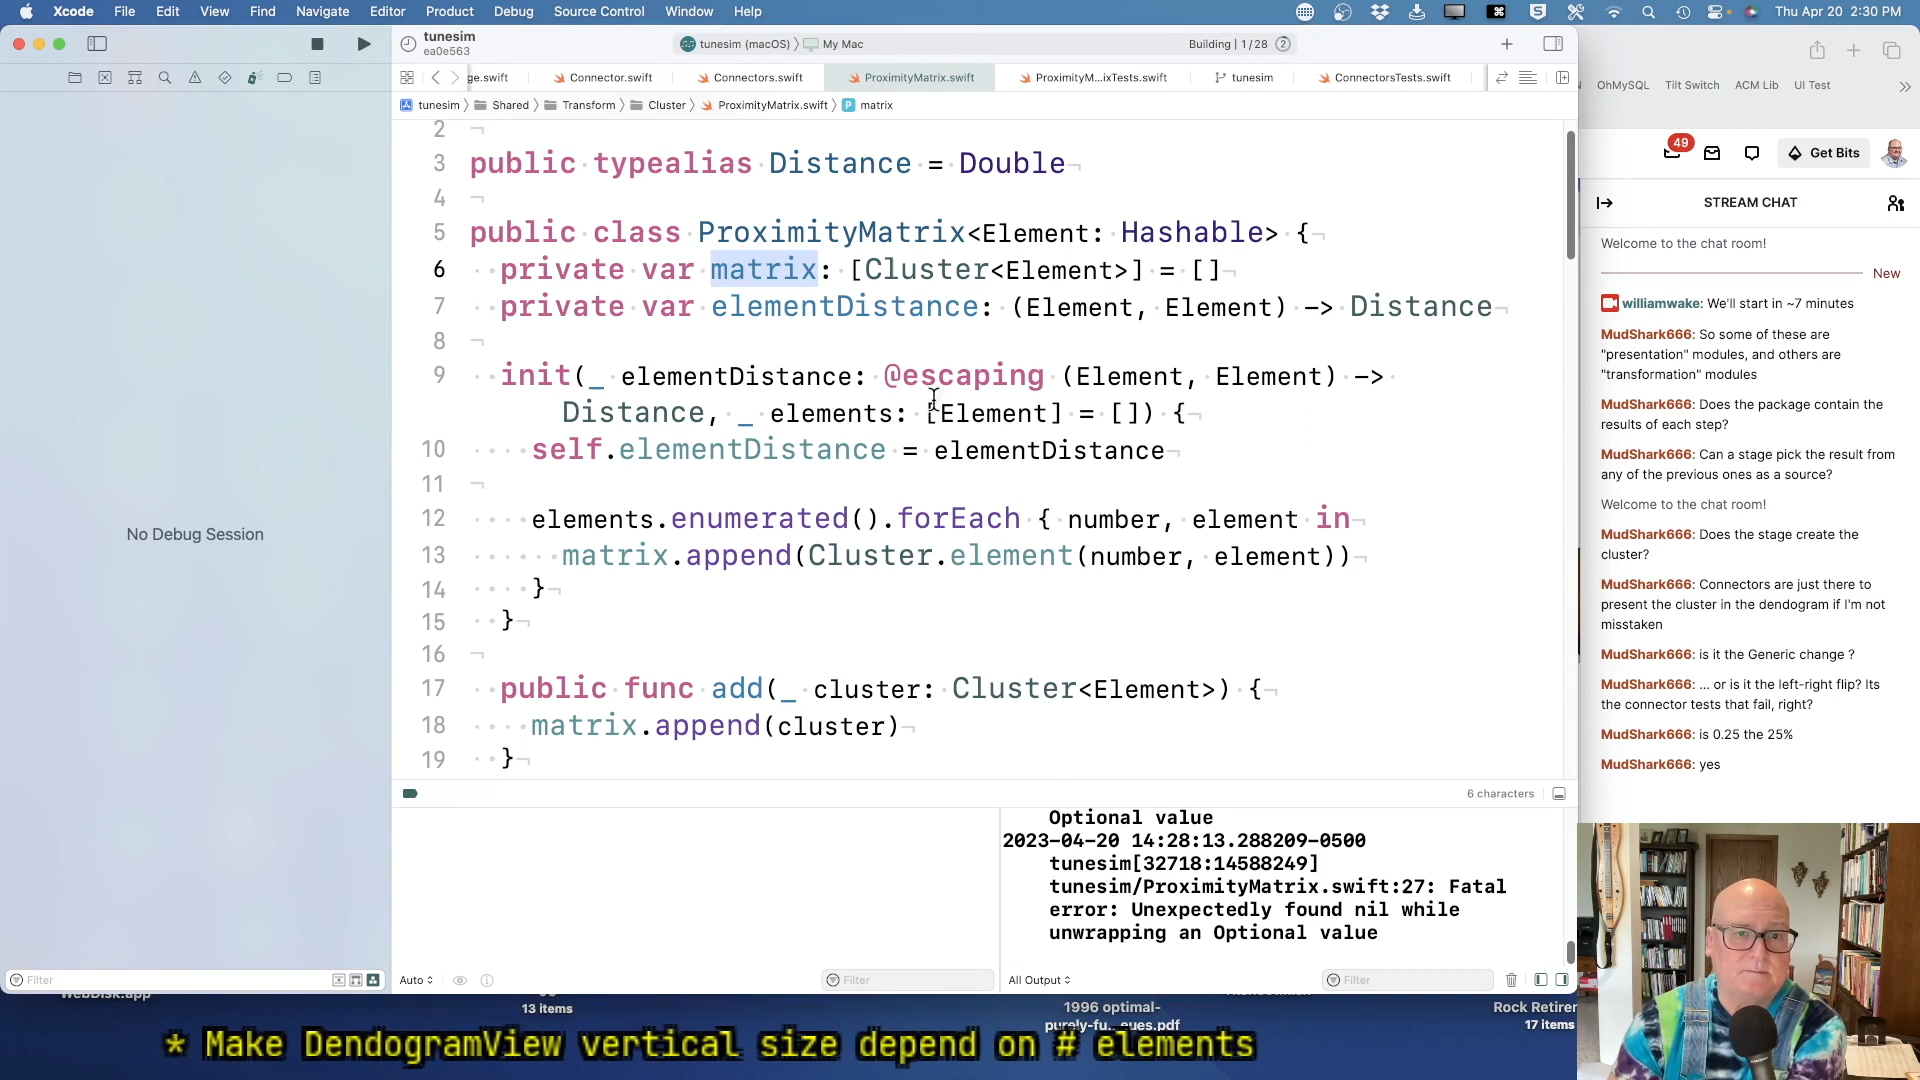 Xcode File Edit View Find Navigate Editor Product Debug Source Control Window Help Thu Apr 20 2:30 PM
tunesim
ea0e563
tunesim (macOS) 〉 My Mac Building | 1/28 2
ge.swift Connector.swift Connectors.swift ProximityMatrix.swift ProximityM...ixTests.swift tunesim ConnectorsTests.swift
tunesim 〉 Shared 〉 Transform 〉 Cluster 〉 ProximityMatrix.swift 〉 P matrix
2 ¬
3 public·typealias·Distance·=·Double¬
4 ¬
5 public·class·ProximityMatrix<Element:·Hashable>·{¬
6 ··private·var·matrix:·[Cluster<Element>]·=·[]¬
7 ··private·var·elementDistance:·(Element,·Element)·->·Distance¬
8 ¬
9 ··init(_·elementDistance:·@escaping·(Element,·Element)·->·
Distance,·_·elements:·[Element]·=·[])·{¬
10 ····self.elementDistance·=·elementDistance¬
11 ¬
12 ····elements.enumerated().forEach·{·number,·element·in¬
13 ······matrix.append(Cluster.element(number,·element))¬
14 ····}¬
15 ··}¬
16 ¬
17 ··public·func·add(_·cluster:·Cluster<Element>)·{¬
18 ····matrix.append(cluster)¬
19 ··}¬
6 characters
No Debug Session
Optional value
2023-04-20 14:28:13.288209-0500
tunesim[32718:14588249]
tunesim/ProximityMatrix.swift:27: Fatal
error: Unexpectedly found nil while
unwrapping an Optional value
Filter
Auto
Filter
All Output
Filter
OhMySQL Tilt Switch ACM Lib UI Test
49
Get Bits
STREAM CHAT
Welcome to the chat room!
New
williamwake: We'll start in ~7 minutes
MudShark666: So some of these are
"presentation" modules, and others are
"transformation" modules
MudShark666: Does the package contain the
results of each step?
MudShark666: Can a stage pick the result from
any of the previous ones as a source?
Welcome to the chat room!
MudShark666: Does the stage create the
cluster?
MudShark666: Connectors are just there to
present the cluster in the dendogram if I'm not
misstaken
MudShark666: is it the Generic change ?
MudShark666: ... or is it the left-right flip? Its
the connector tests that fail, right?
MudShark666: is 0.25 the 25%
MudShark666: yes
WebDisk.app
13 items
1996 optimal-
purely-fu...eues.pdf
Rock Retirer
17 items
* Make DendogramView vertical size depend on # elements